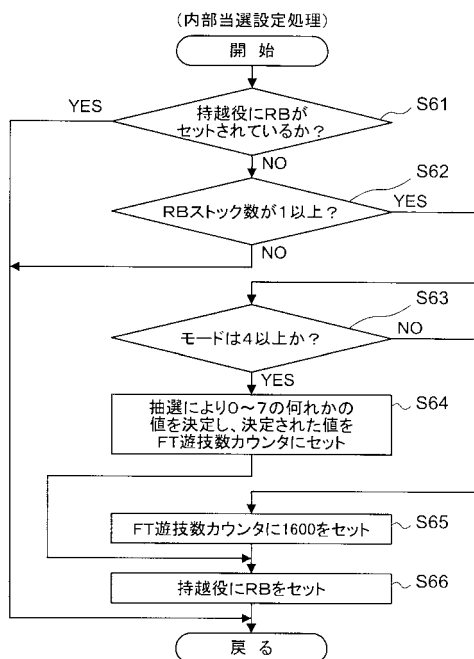 (内部当選設定処理)
開 始
持越役にRBが
セットされているか?
S61
YES
NO
RBストック数が1以上?
S62
YES
NO
モードは4以上か?
S63
NO
YES
抽選により0~7の何れかの
値を決定し、決定された値を
FT遊技数カウンタにセット
S64
FT遊技数カウンタに1600をセット
S65
持越役にRBをセット
S66
戻 る